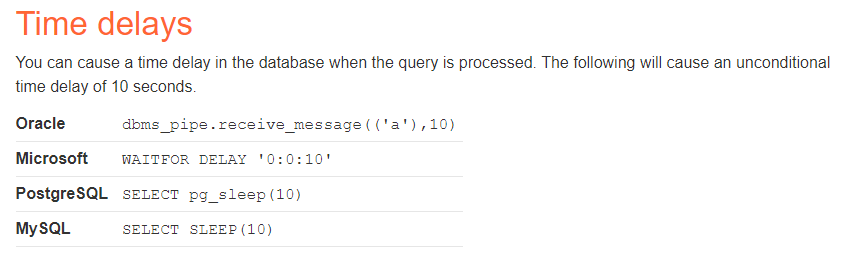 Time delays
You can cause a time delay in the database when the query is processed. The following will cause an unconditional
time delay of 10 seconds.
Oracle dbms_pipe.receive_message(('a'),10)
Microsoft WAITFOR DELAY '0:0:10'
PostgreSQL SELECT pg_sleep(10)
MySQL SELECT SLEEP(10)